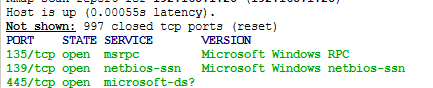 Host is up (0.00055s latency).
Not shown: 997 closed tcp ports (reset)
PORT STATE SERVICE VERSION
135/tcp open msrpc Microsoft Windows RPC
139/tcp open netbios-ssn Microsoft Windows netbios-ssn
445/tcp open microsoft-ds?